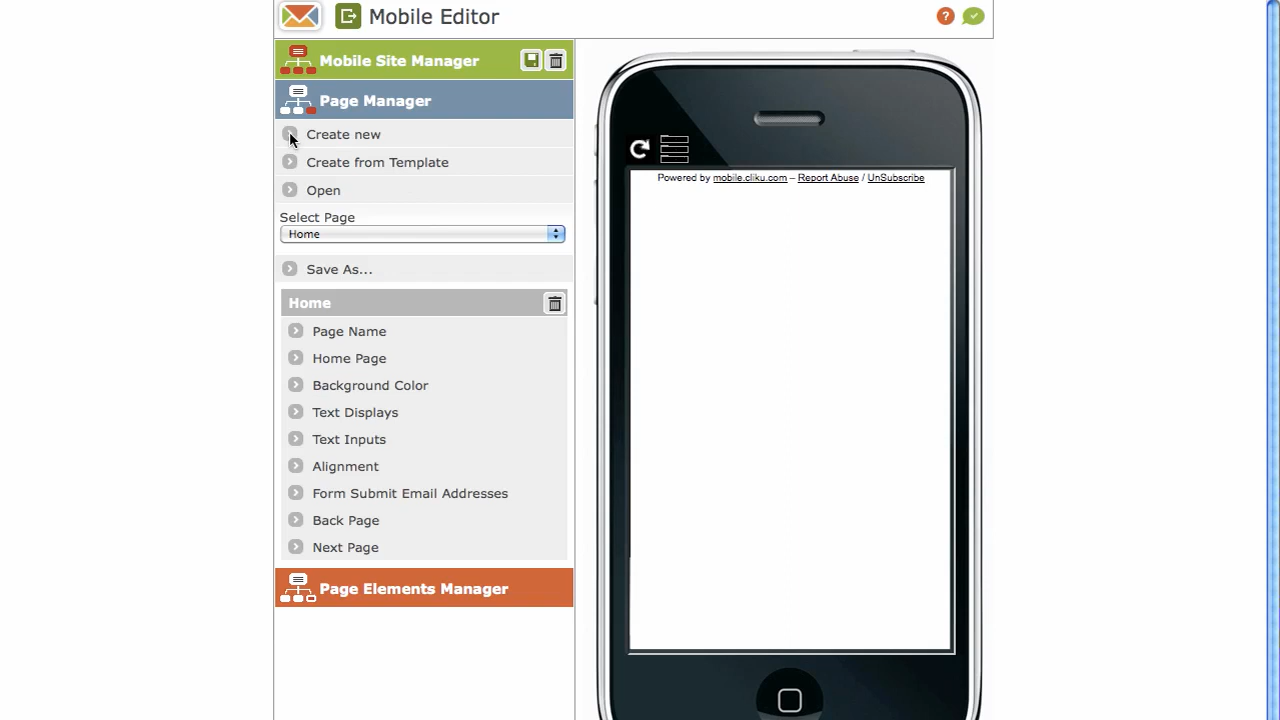 Mobile Editor
?
Mobile Site Manager
Page Manager
Create new
Create from Template
Open
Select Page
Home
Save As...
Home
Page Name
Home Page
Background Color
Text Displays
Text Inputs
Alignment
Form Submit Email Addresses
Back Page
Next Page
Page Elements Manager
Powered by mobile.cliku.com – Report Abuse / UnSubscribe